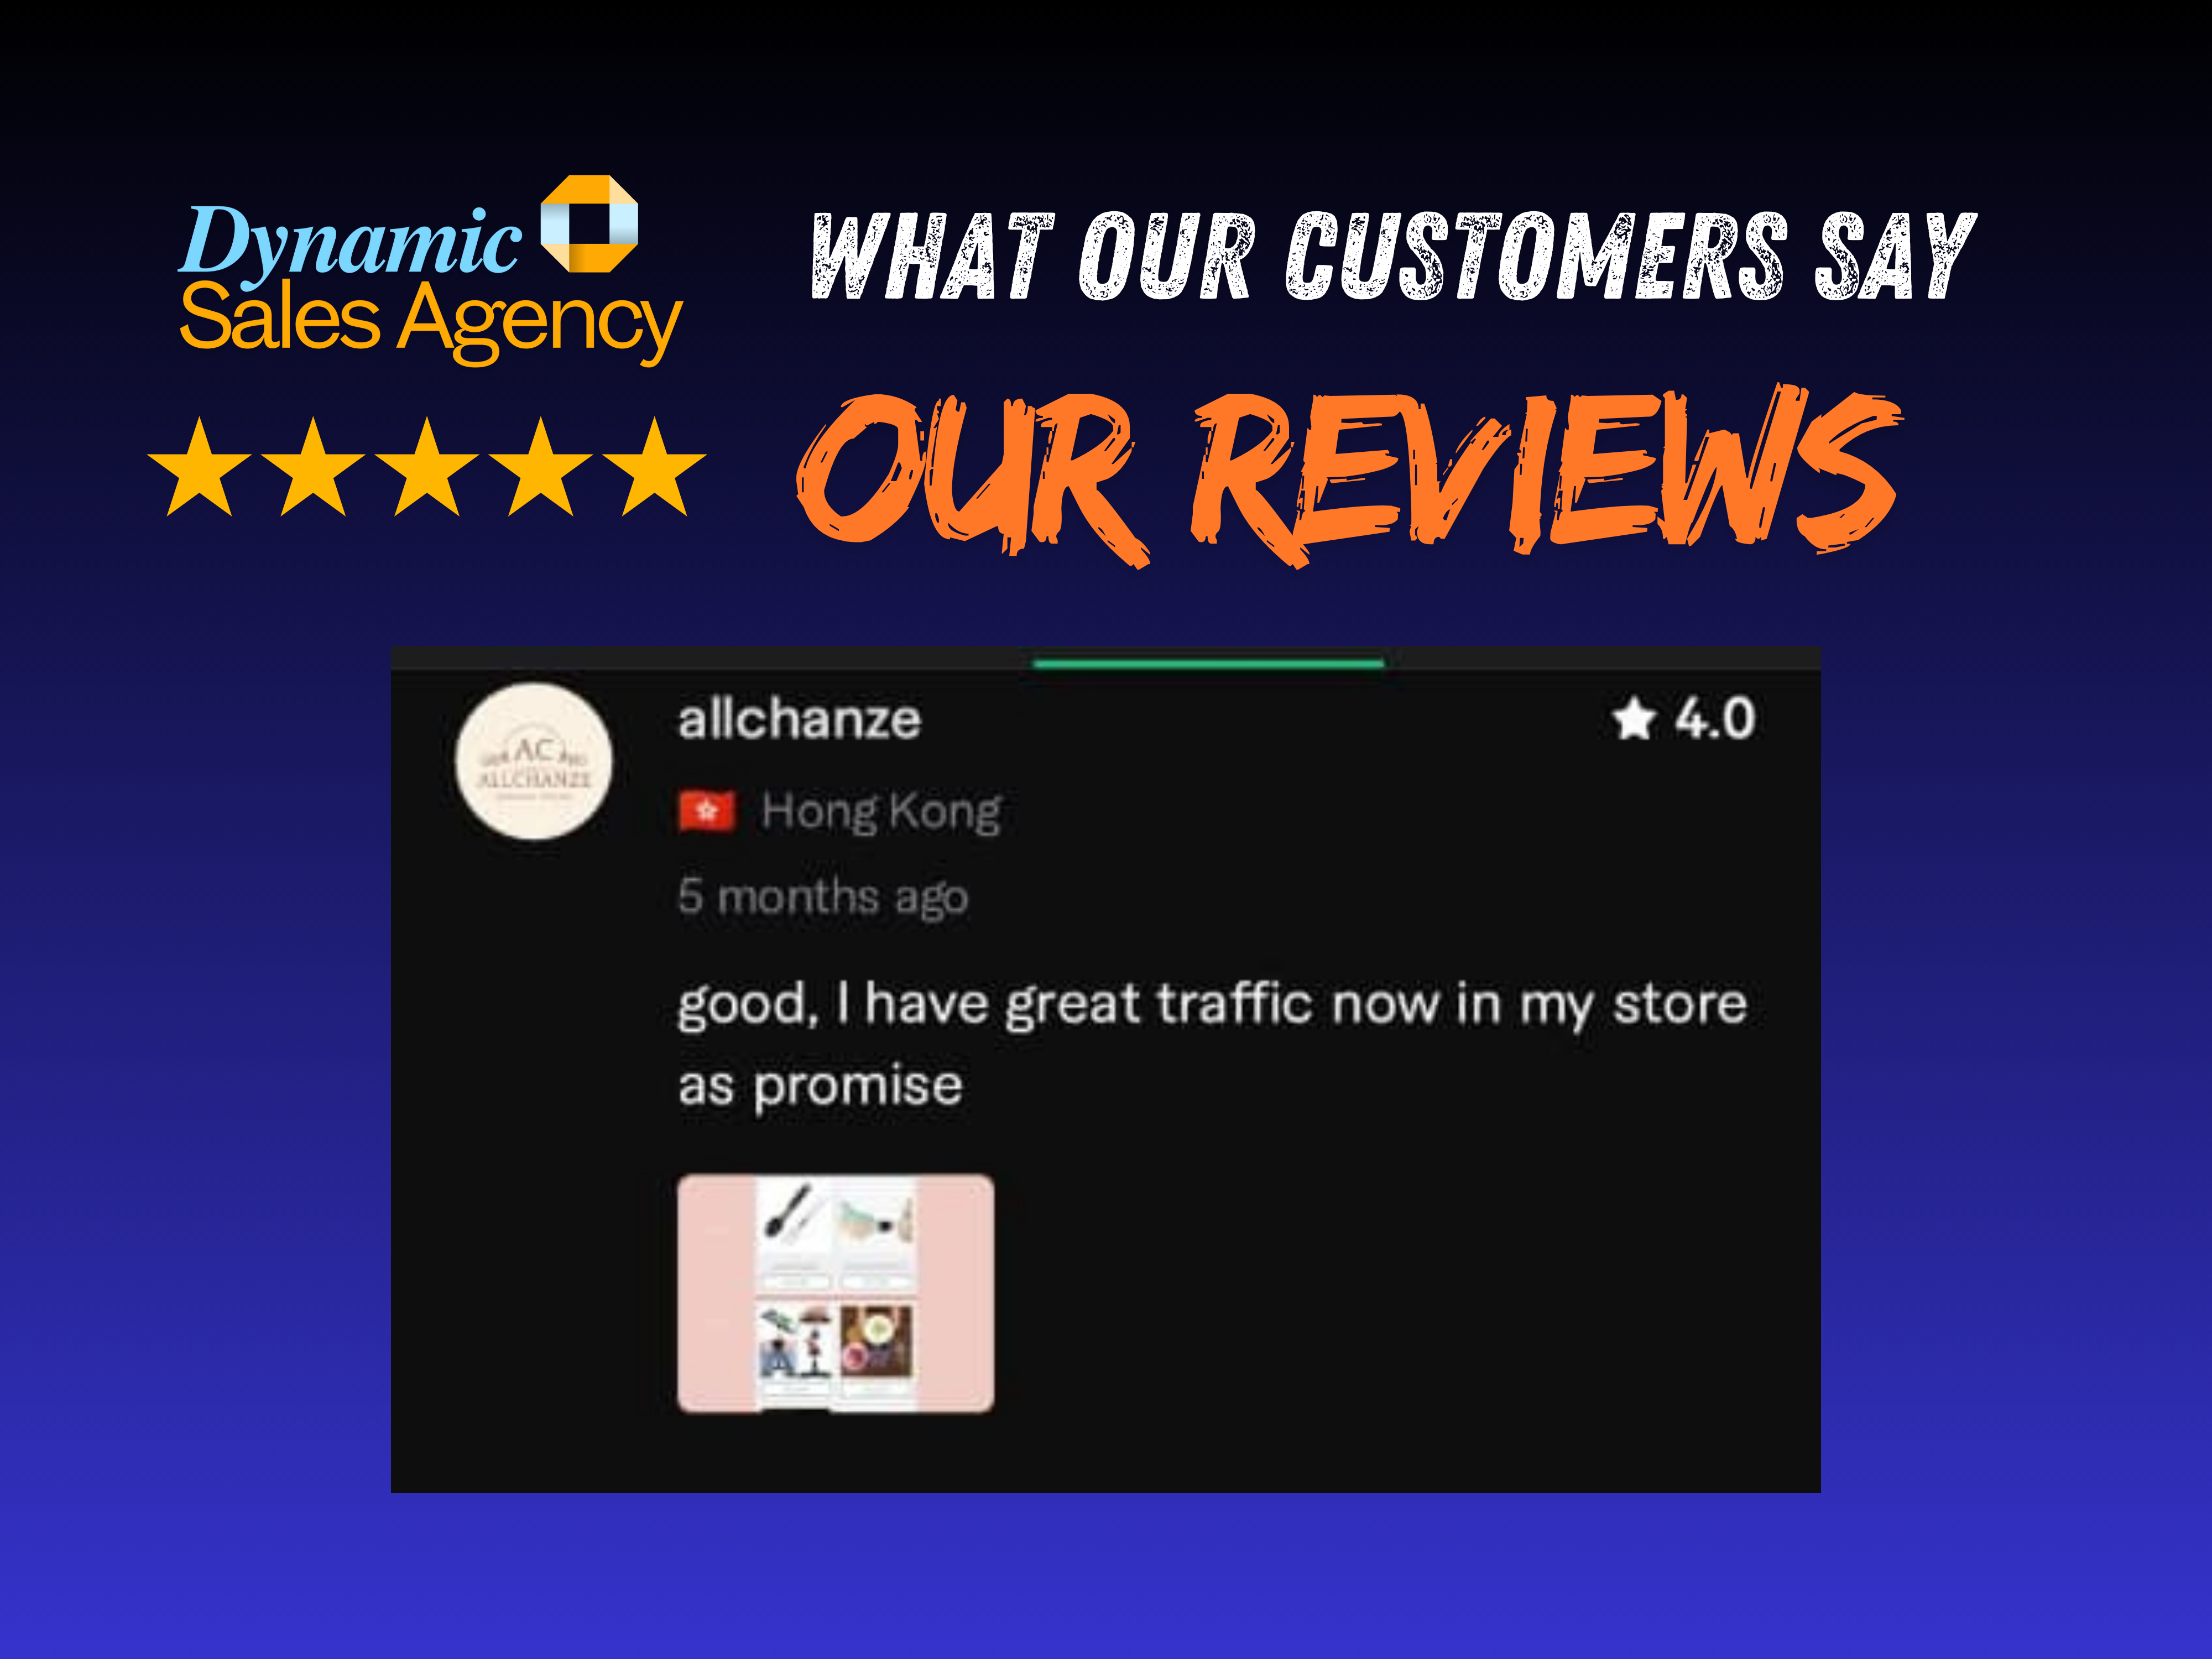 Dynamic
Sales Agency
WHAT OUR CUSTOMERS SAY
OUR REVIEWS
allchanze
4.0
AC
ALLCHANZE
Hong Kong
5 months ago
good, I have great traffic now in my store
as promise